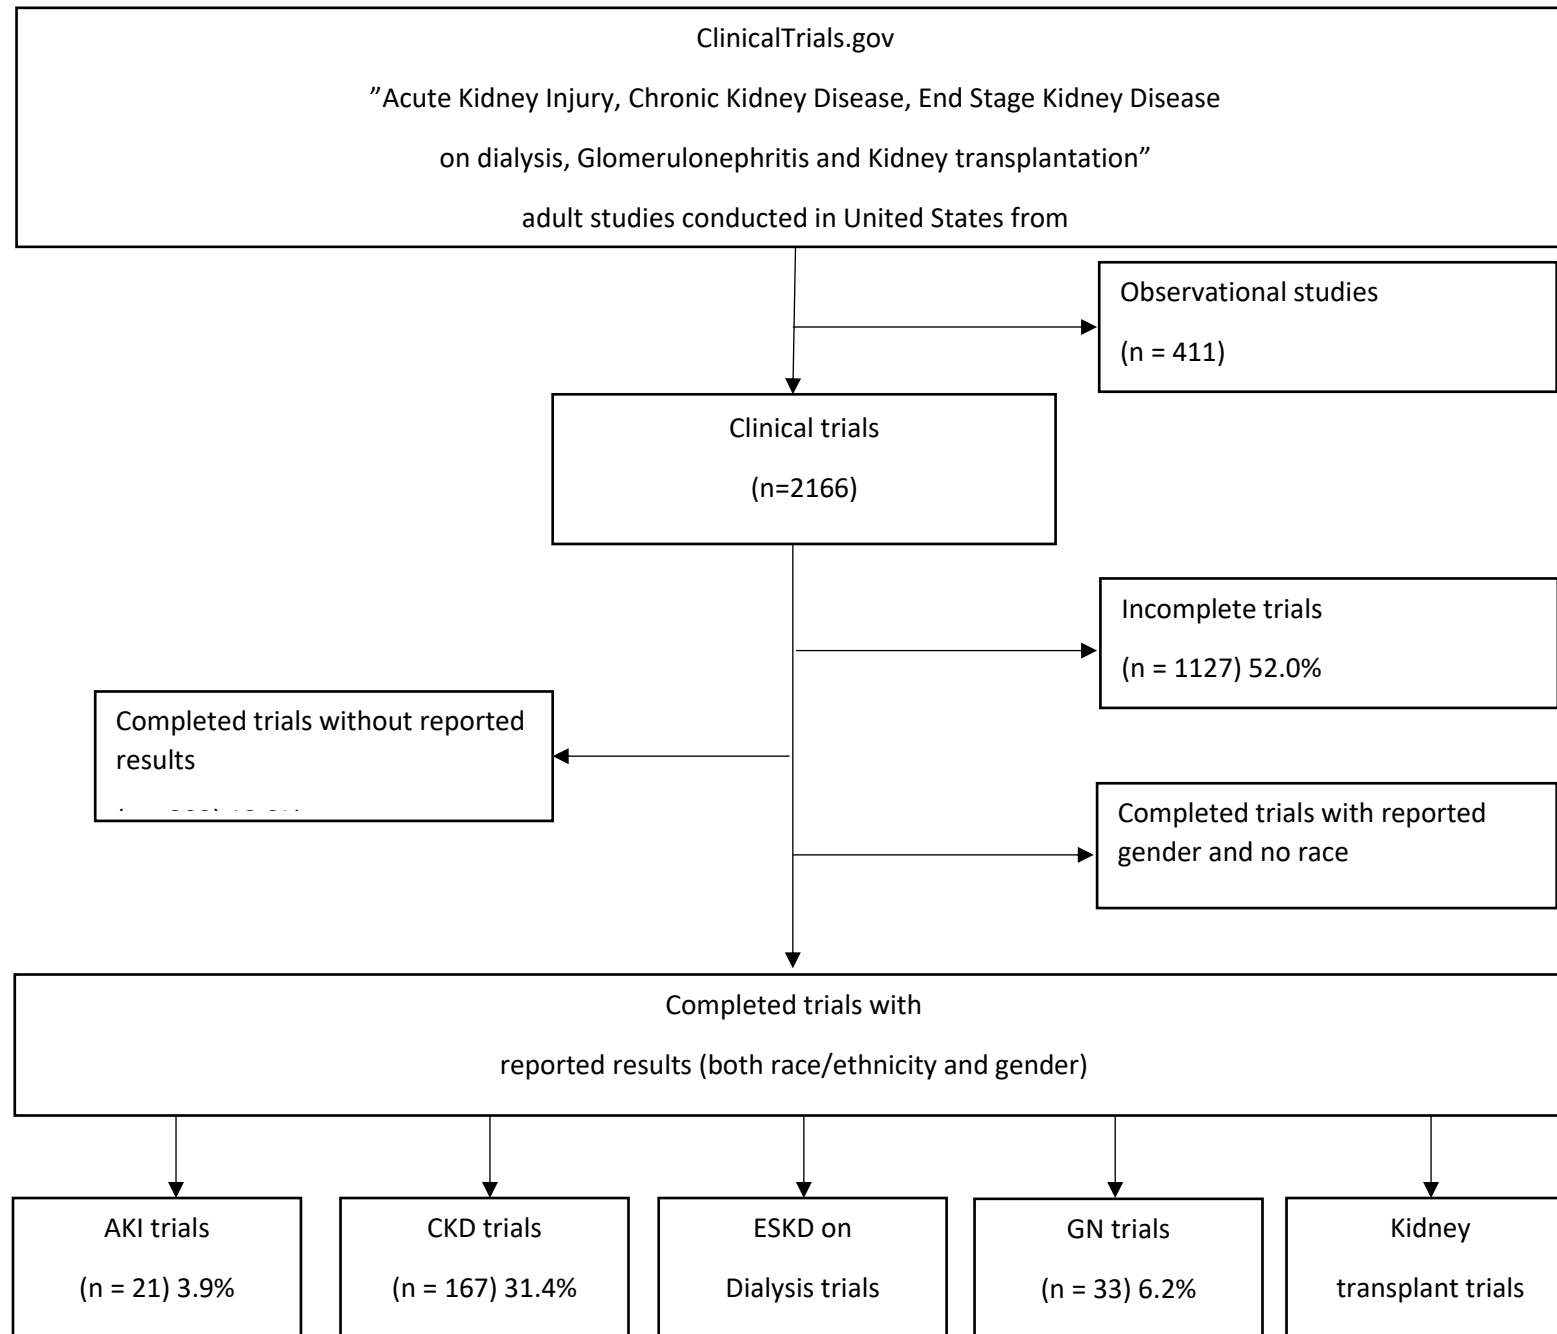 ClinicalTrials.gov
”Acute Kidney Injury, Chronic Kidney Disease, End Stage Kidney Disease
on dialysis, Glomerulonephritis and Kidney transplantation”
adult studies conducted in United States from
Observational studies
(n = 411)
Clinical trials
(n=2166)
Incomplete trials
(n = 1127) 52.0%
Completed trials without reported
results
Completed trials with reported
gender and no race
Completed trials with
reported results (both race/ethnicity and gender)
AKI trials
(n = 21) 3.9%
CKD trials
(n = 167) 31.4%
ESKD on
Dialysis trials
GN trials
(n = 33) 6.2%
Kidney
transplant trials